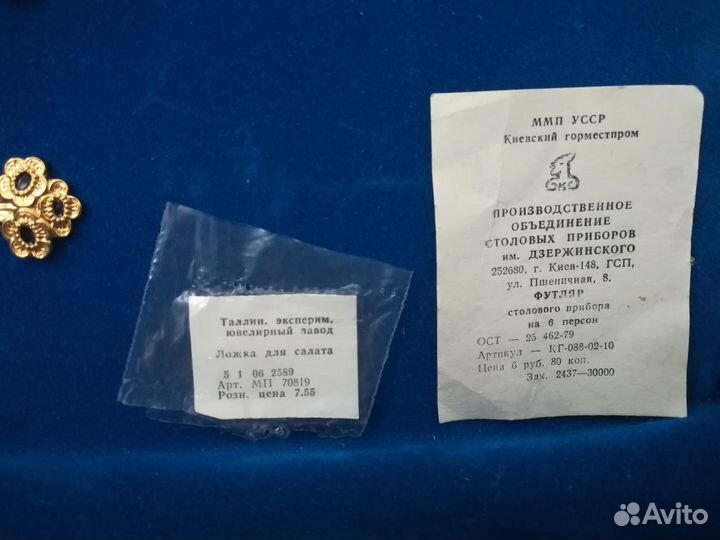 Таллин. эксперим.
ювелирный завод
Ложка для салата
5 1 06 2589
Арт. МП 70819
Розн. цена 7.55
ММП УССР
Киевский горместпром
ПРОИЗВОДСТВЕННОЕ
ОБЪЕДИНЕНИЕ
СТОЛОВЫХ ПРИБОРОВ
им. ДЗЕРЖИНСКОГО
252680, г. Киев-148, ГСП,
ул. Пшеничная, 8.
ФУТЛЯР
столового прибора
на 6 персон
ОСТ — 25 462-79
Артикул — КГ-038-02-10
Цена 6 руб. 80 коп.
Зак. 2437—30000
Avito